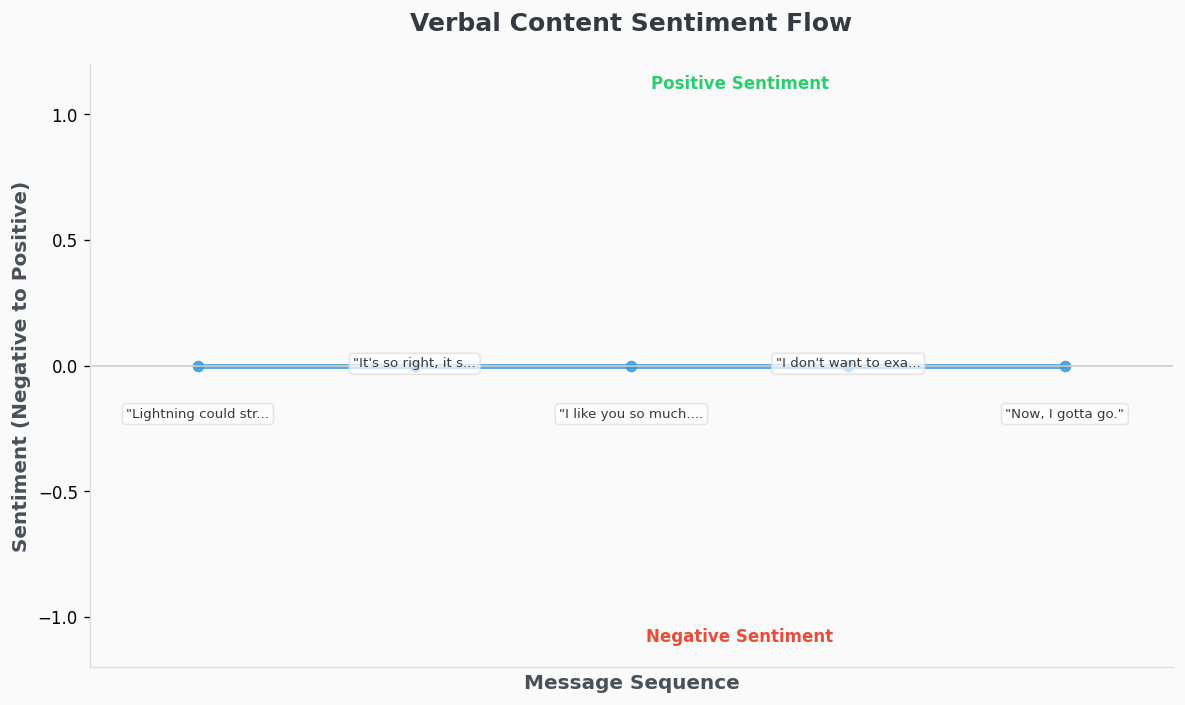 Verbal Content Sentiment Flow
Positive Sentiment
Sentiment (Negative to Positive)
1.0
0.5
0.0
−0.5
−1.0
"Lightning could str...
"It's so right, it s...
"I like you so much....
"I don't want to exa...
"Now, I gotta go."
Negative Sentiment
Message Sequence